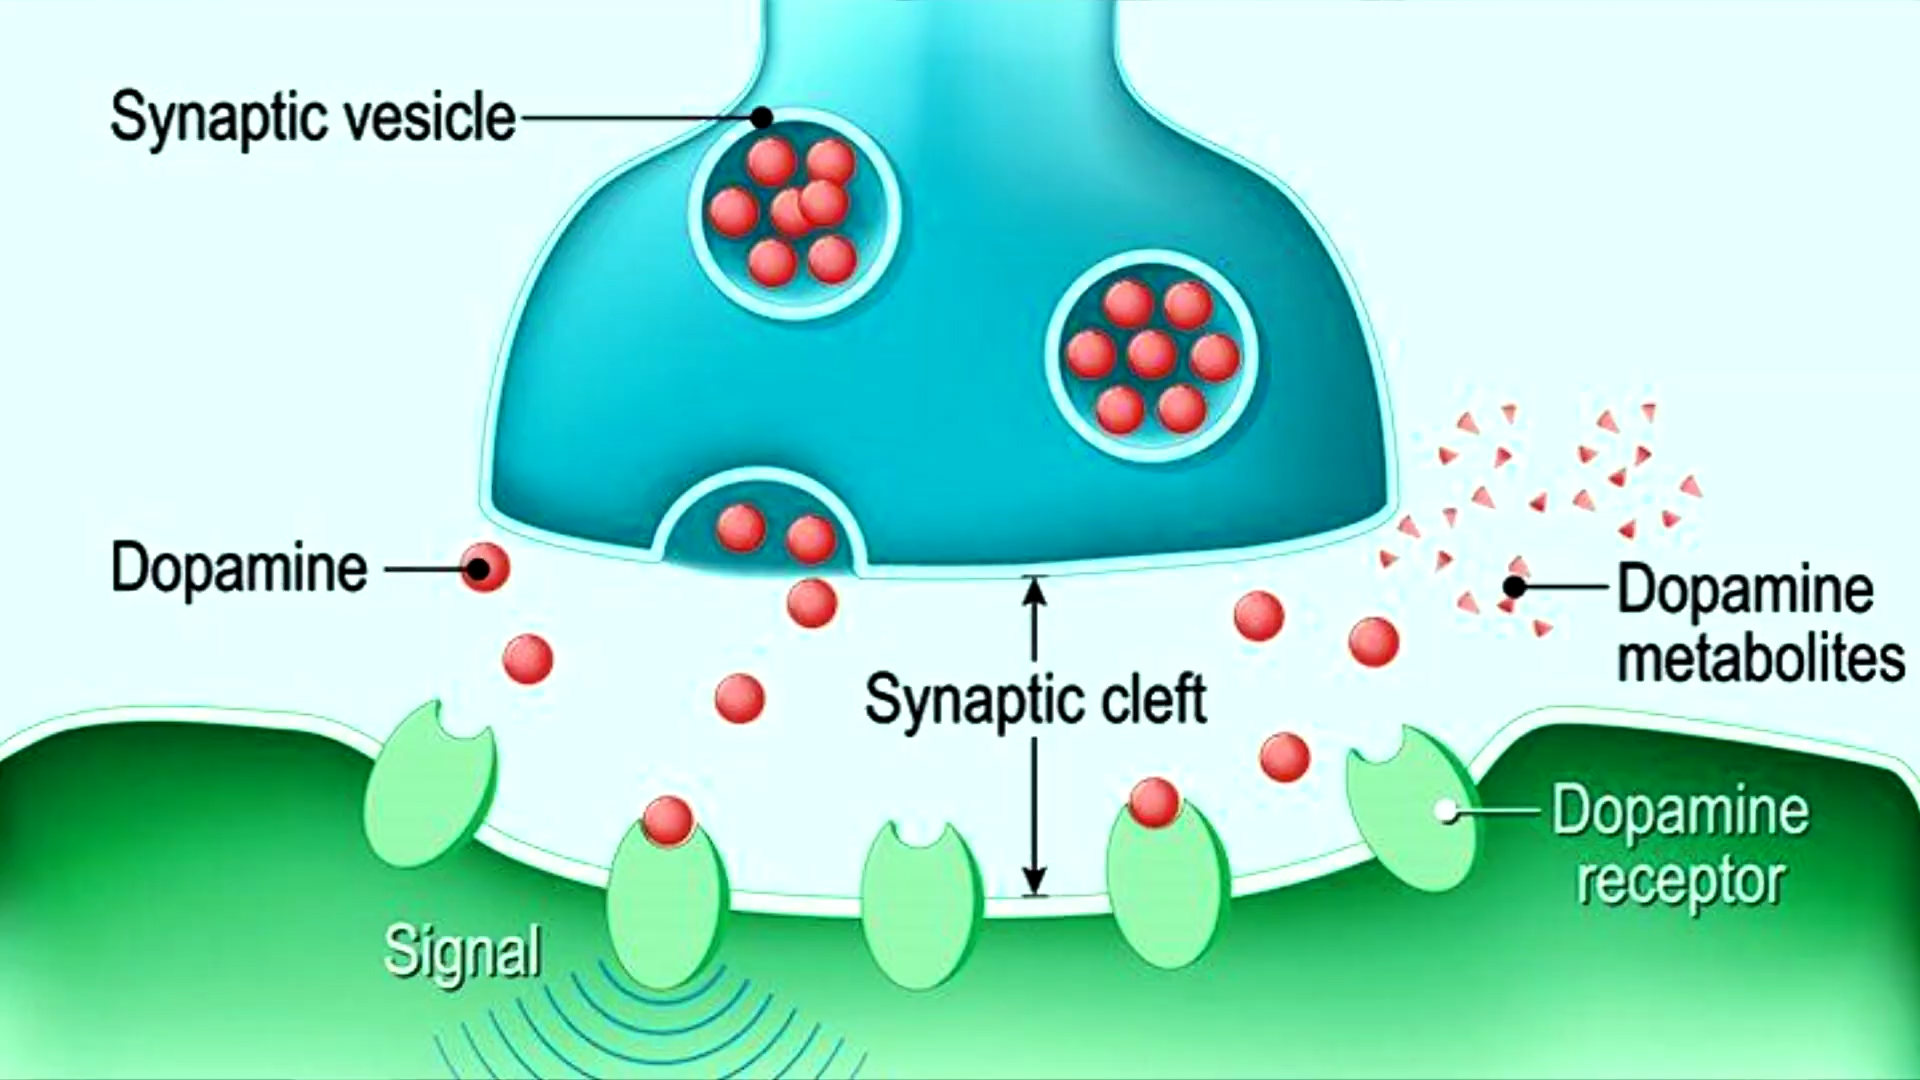 Synaptic vesicle
Dopamine
Dopamine
metabolites
Synaptic cleft
Dopamine
receptor
Signal